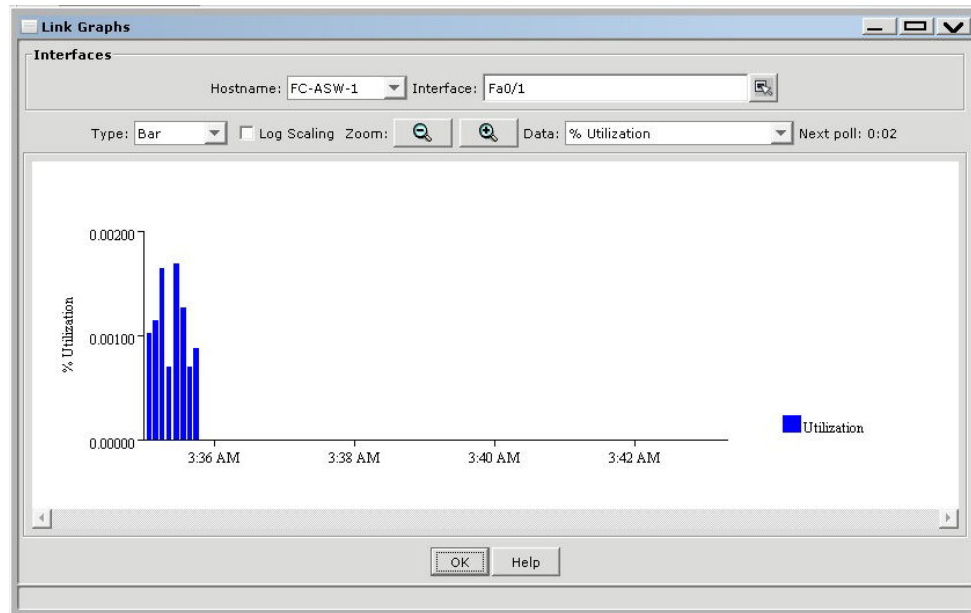 Link Graphs
Interfaces
Hostname: FC-ASW-1 Interface: Fa0/1
Type: Bar Log Scaling Zoom: Data: % Utilization Next poll: 0:02
0.00200
0.00100
0.00000
% Utilization
3:36 AM 3:38 AM 3:40 AM 3:42 AM
Utilization
OK Help